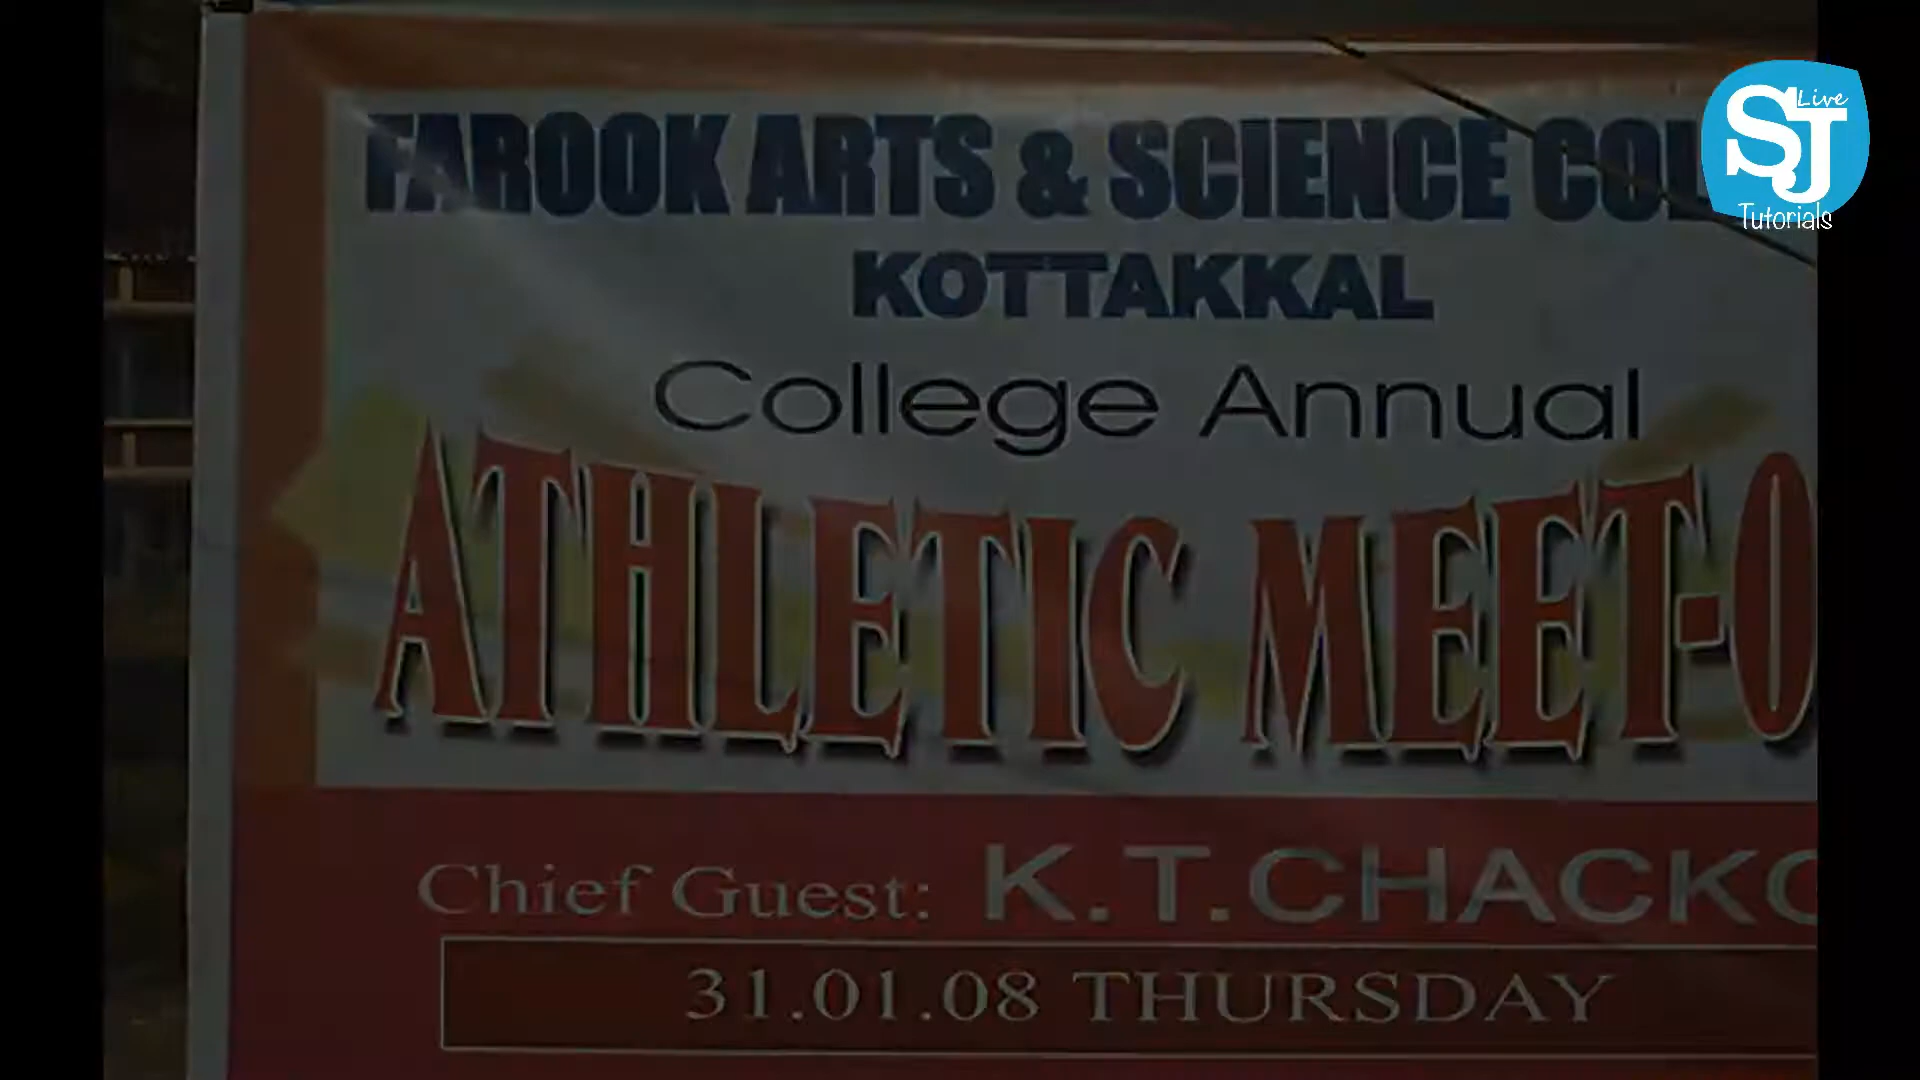 FAROOK ARTS & SCIENCE COL
KOTTAKKAL
College Annual
ATHLETIC MEET-0
Chief Guest: K.T.CHACKO
31.01.08 THURSDAY
SJ Live
Tutorials